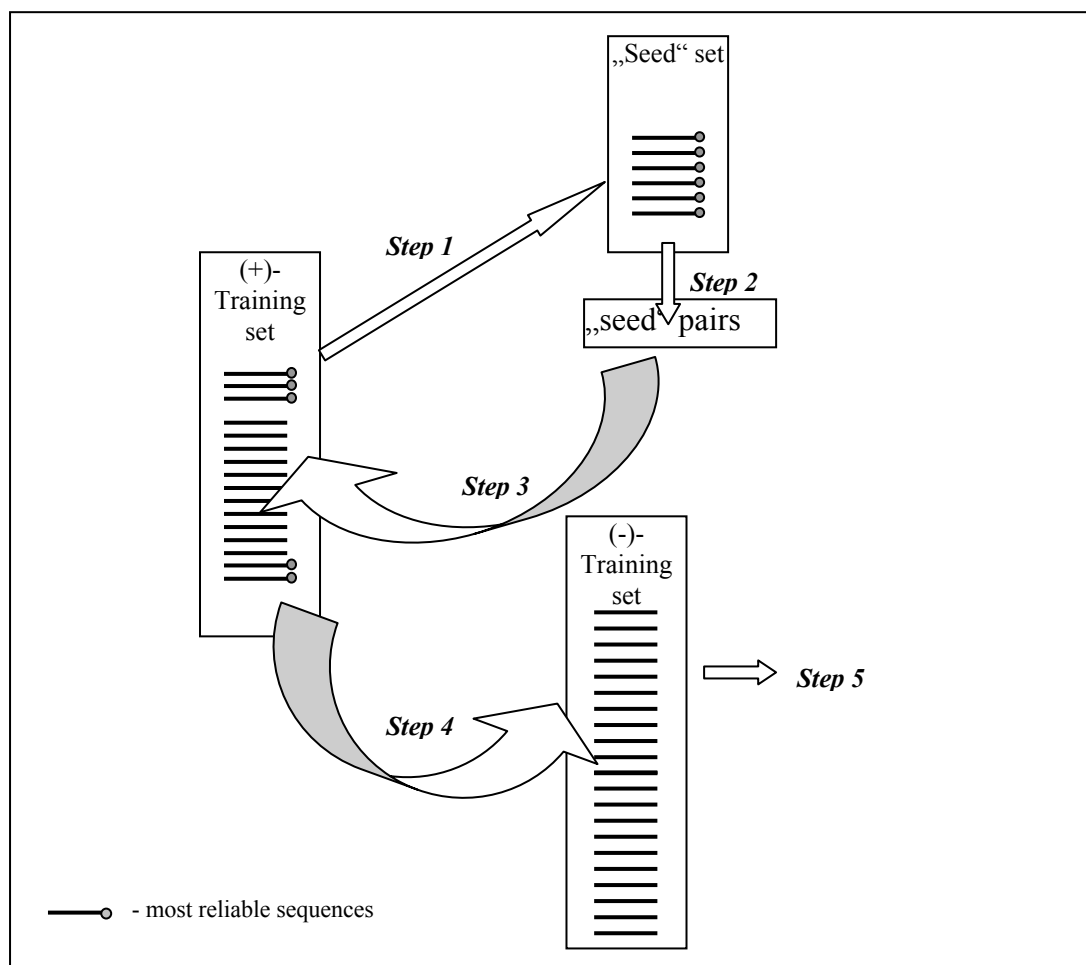 „Seed“ set
Step 1
(+)-
Training
set
Step 2
„seed“ pairs
Step 3
(-)-
Training
set
Step 5
Step 4
- most reliable sequences